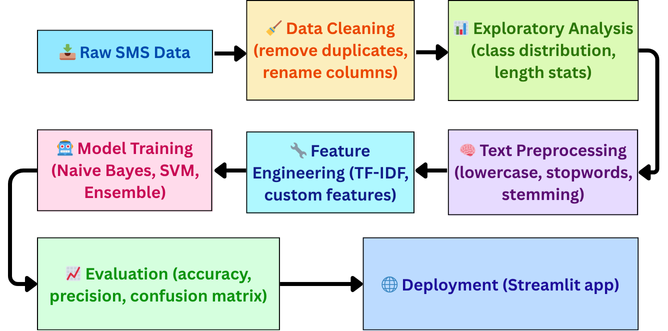 📥 Raw SMS Data
🧹 Data Cleaning
(remove duplicates,
rename columns)
📊 Exploratory Analysis
(class distribution,
length stats)
🧠 Text Preprocessing
(lowercase, stopwords,
stemming)
🔧 Feature
Engineering (TF-IDF,
custom features)
🤖 Model Training
(Naive Bayes, SVM,
Ensemble)
📈 Evaluation (accuracy,
precision, confusion matrix)
🌐 Deployment (Streamlit app)